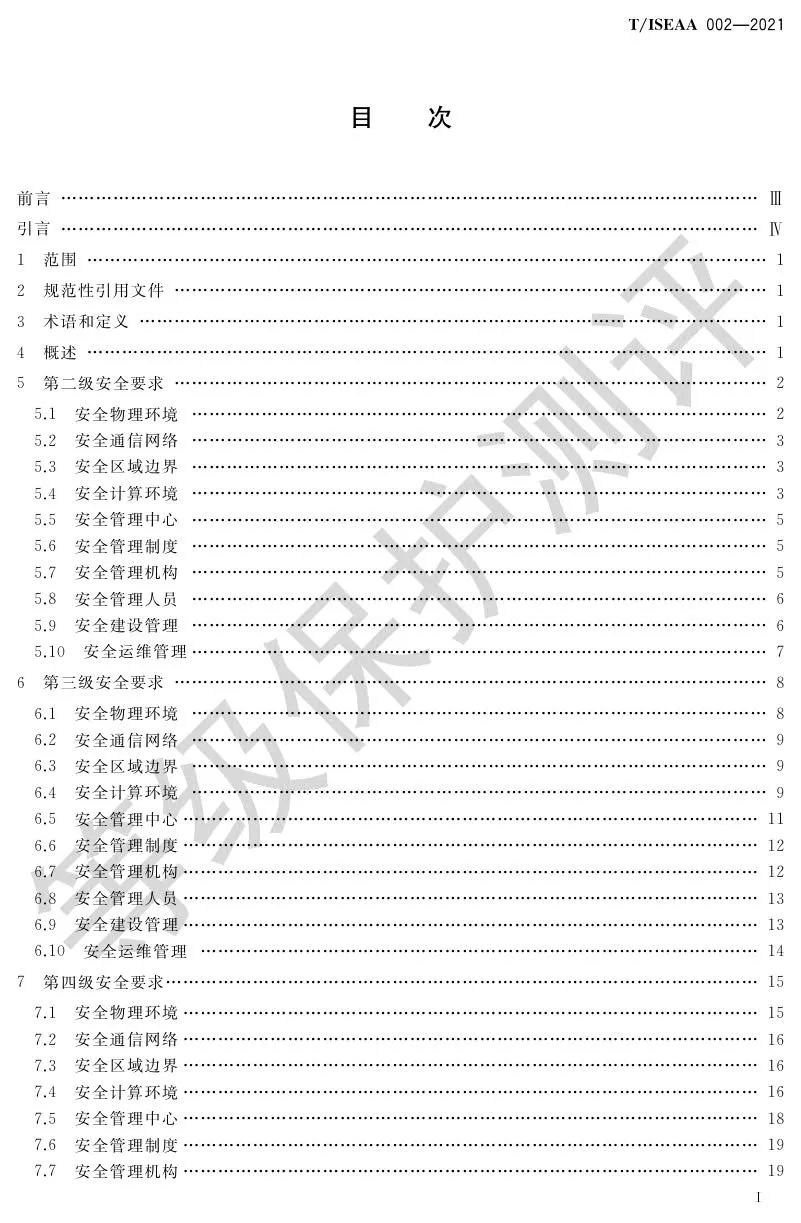 T/ISEAA 002—2021
目 次
前言 …… Ⅲ
引言 …… Ⅳ
1 范围 …… 1
2 规范性引用文件 …… 1
3 术语和定义 …… 1
4 概述 …… 1
5 第二级安全要求 …… 2
5.1 安全物理环境 …… 2
5.2 安全通信网络 …… 3
5.3 安全区域边界 …… 3
5.4 安全计算环境 …… 3
5.5 安全管理中心 …… 5
5.6 安全管理制度 …… 5
5.7 安全管理机构 …… 5
5.8 安全管理人员 …… 6
5.9 安全建设管理 …… 6
5.10 安全运维管理 …… 7
6 第三级安全要求 …… 8
6.1 安全物理环境 …… 8
6.2 安全通信网络 …… 9
6.3 安全区域边界 …… 9
6.4 安全计算环境 …… 9
6.5 安全管理中心 …… 11
6.6 安全管理制度 …… 12
6.7 安全管理机构 …… 12
6.8 安全管理人员 …… 13
6.9 安全建设管理 …… 13
6.10 安全运维管理 …… 14
7 第四级安全要求 …… 15
7.1 安全物理环境 …… 15
7.2 安全通信网络 …… 16
7.3 安全区域边界 …… 16
7.4 安全计算环境 …… 16
7.5 安全管理中心 …… 18
7.6 安全管理制度 …… 19
7.7 安全管理机构 …… 19
I
等级保护测评